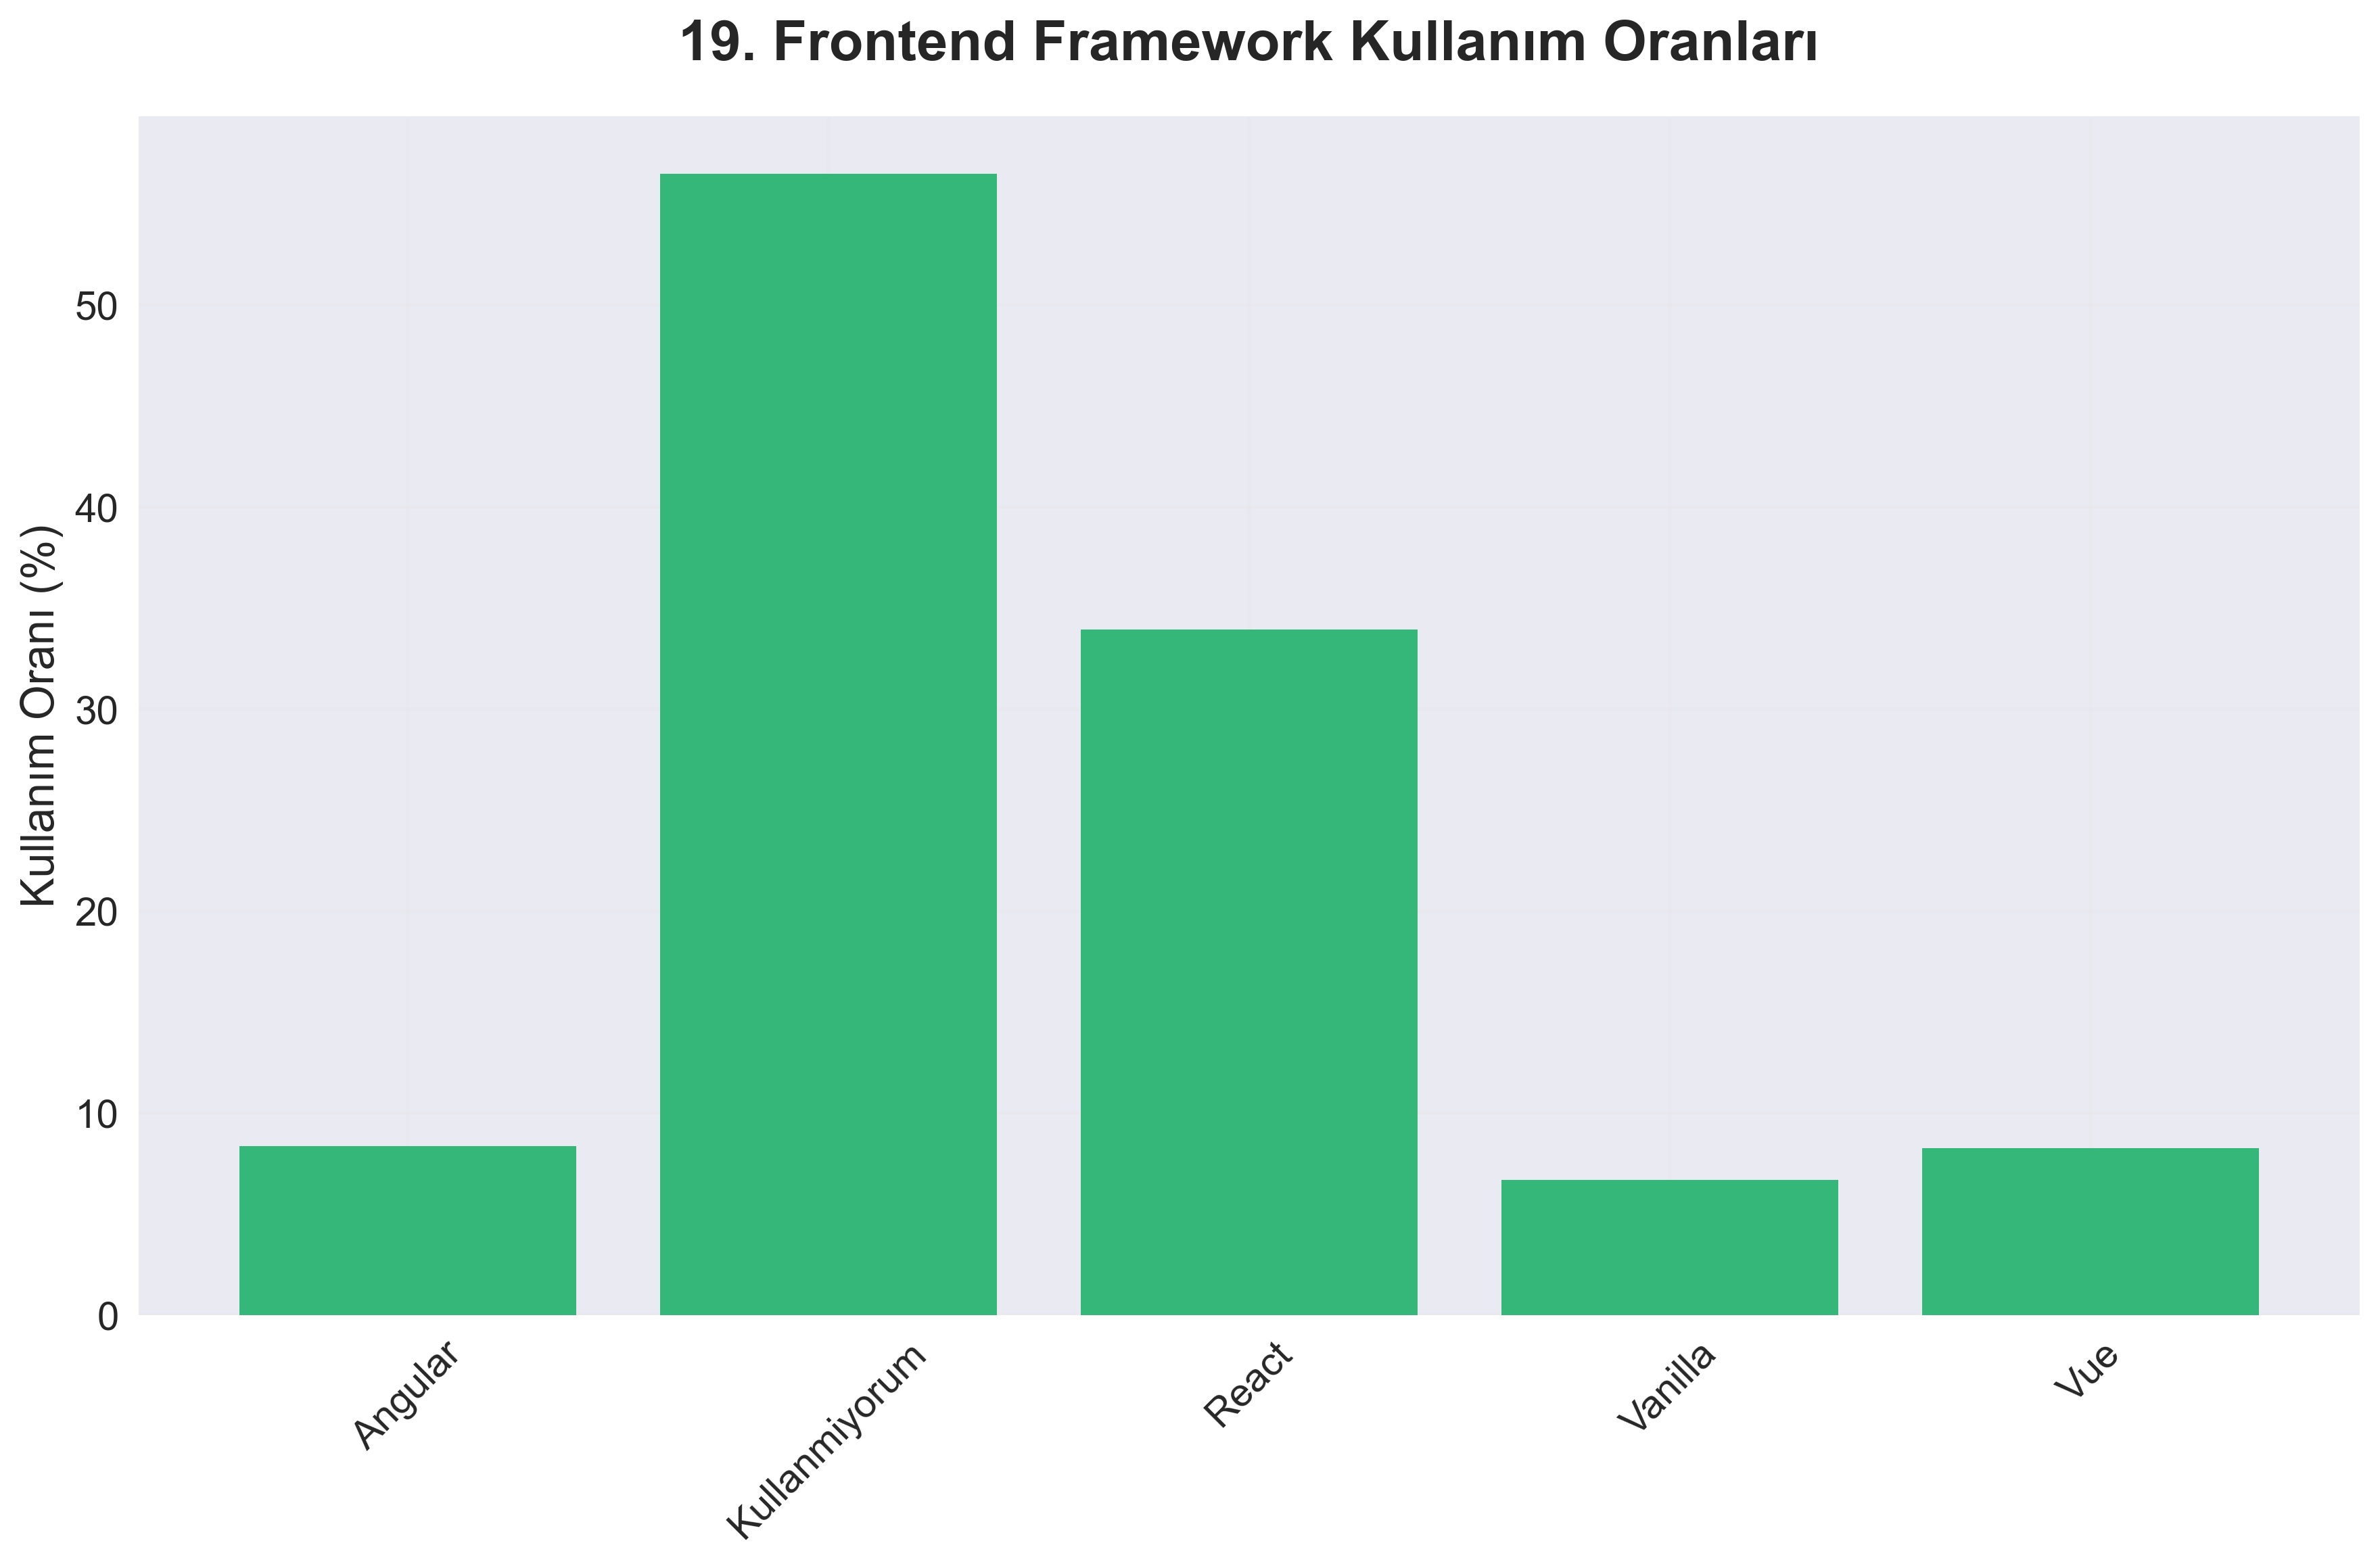 19. Frontend Framework Kullanım Oranları
Kullanım Oranı (%)
50
40
30
20
10
0
Angular
Kullanmiyorum
React
Vanilla
Vue